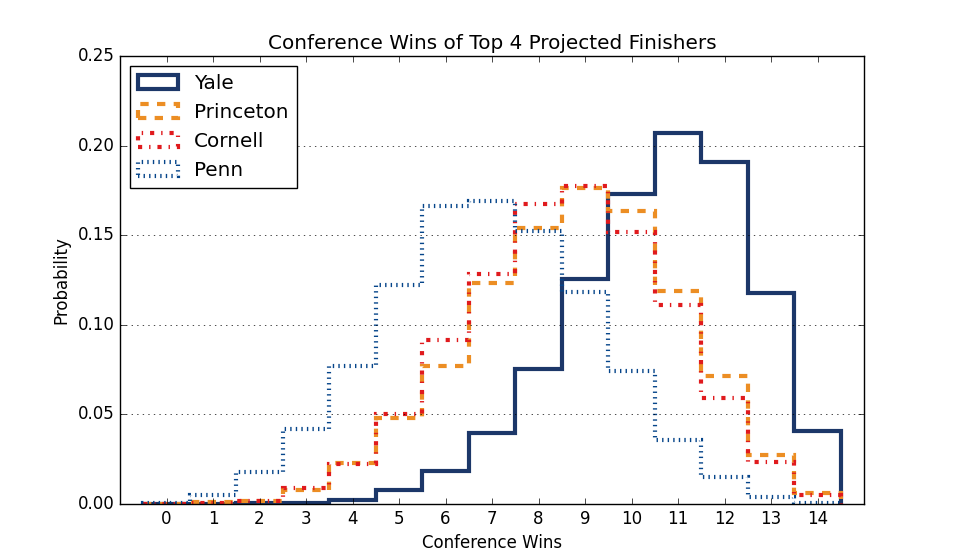 Conference Wins of Top 4 Projected Finishers
0.25
0.20
0.15
0.10
0.05
0.00
Probability
Yale
Princeton
Cornell
Penn
0 1 2 3 4 5 6 7 8 9 10 11 12 13 14
Conference Wins